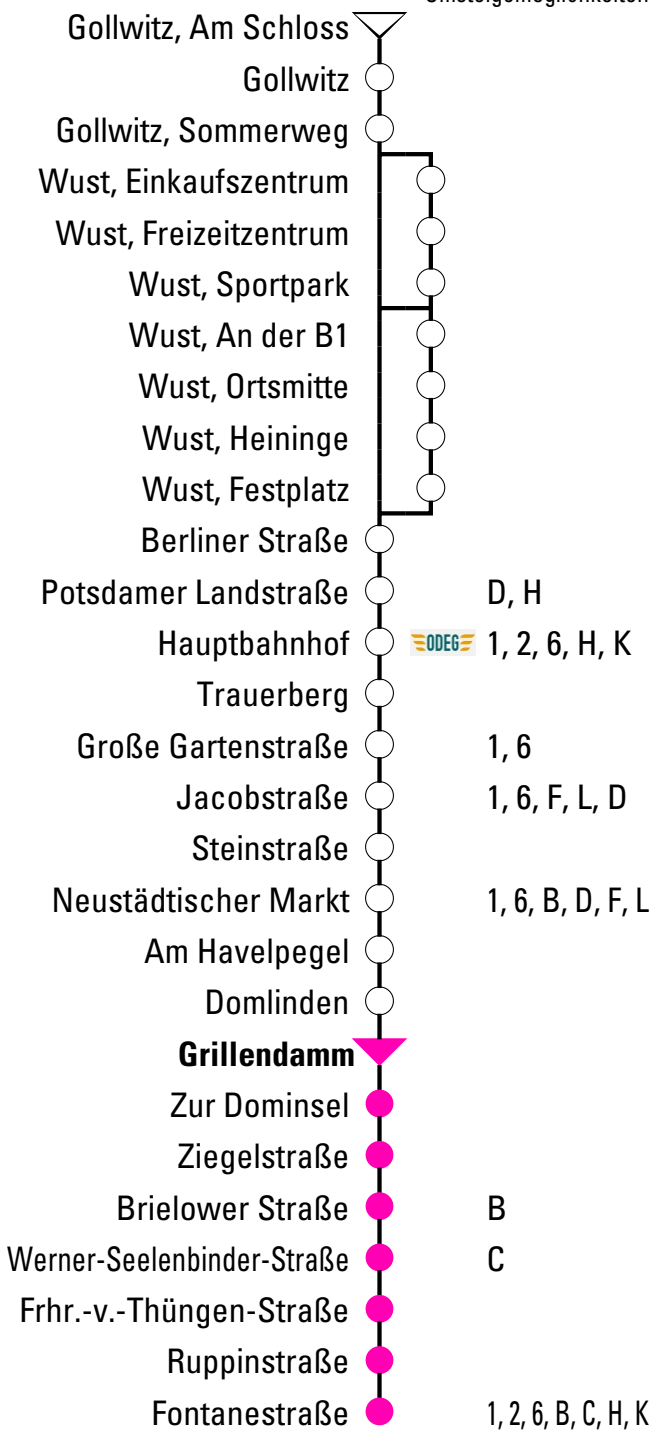 Umsteigemöglichkeiten
Gollwitz, Am Schloss
Gollwitz
Gollwitz, Sommerweg
Wust, Einkaufszentrum
Wust, Freizeitzentrum
Wust, Sportpark
Wust, An der B1
Wust, Ortsmitte
Wust, Heininge
Wust, Festplatz
Berliner Straße
Potsdamer Landstraße D, H
Hauptbahnhof ODEG 1, 2, 6, H, K
Trauerberg
Große Gartenstraße 1, 6
Jacobstraße 1, 6, F, L, D
Steinstraße
Neustädtischer Markt 1, 6, B, D, F, L
Am Havelpegel
Domlinden
Grillendamm
Zur Dominsel
Ziegelstraße
Brielower Straße B
Werner-Seelenbinder-Straße C
Frhr.-v.-Thüngen-Straße
Ruppinstraße
Fontanestraße 1, 2, 6, B, C, H, K